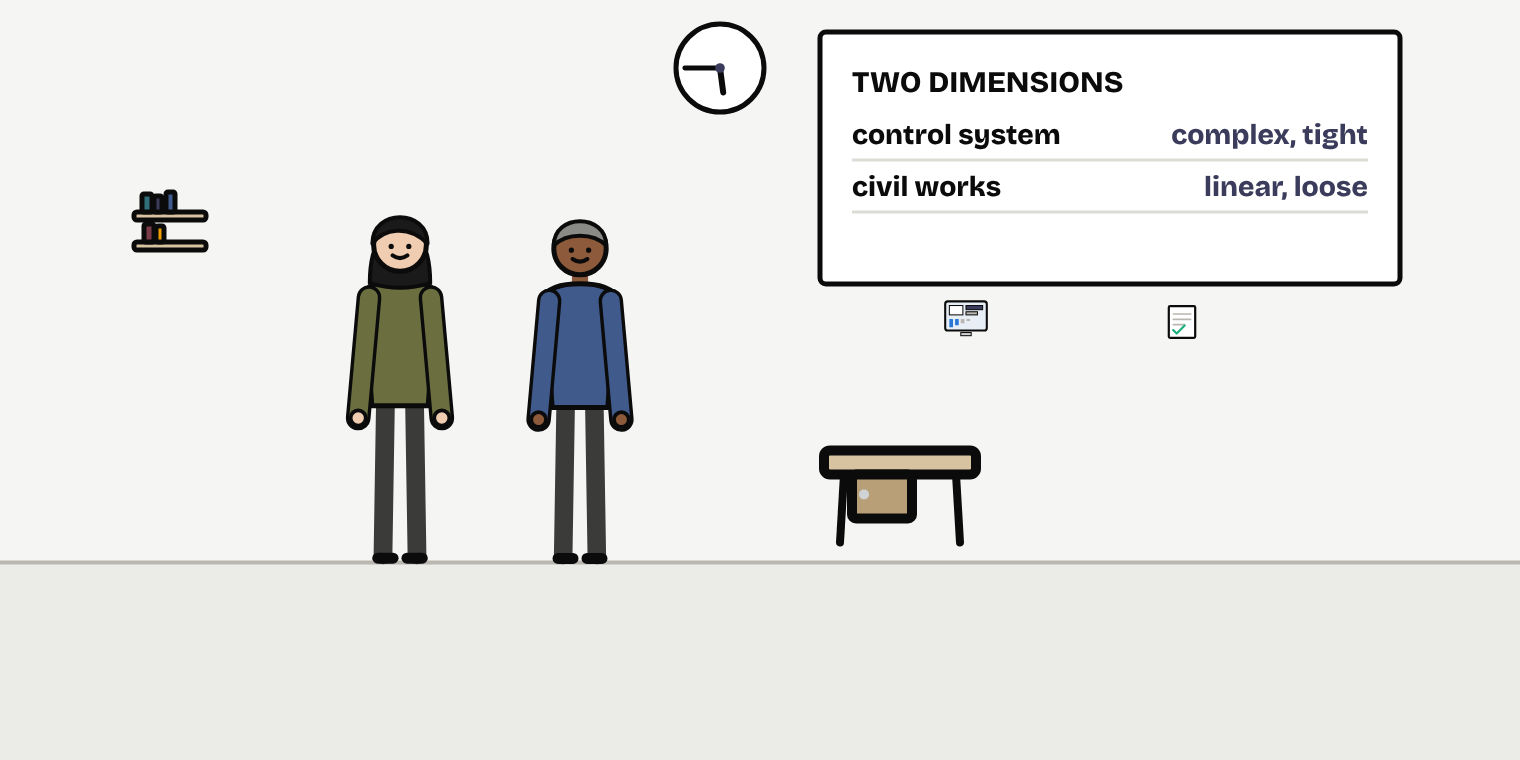 TWO DIMENSIONS
control system complex, tight
civil works linear, loose